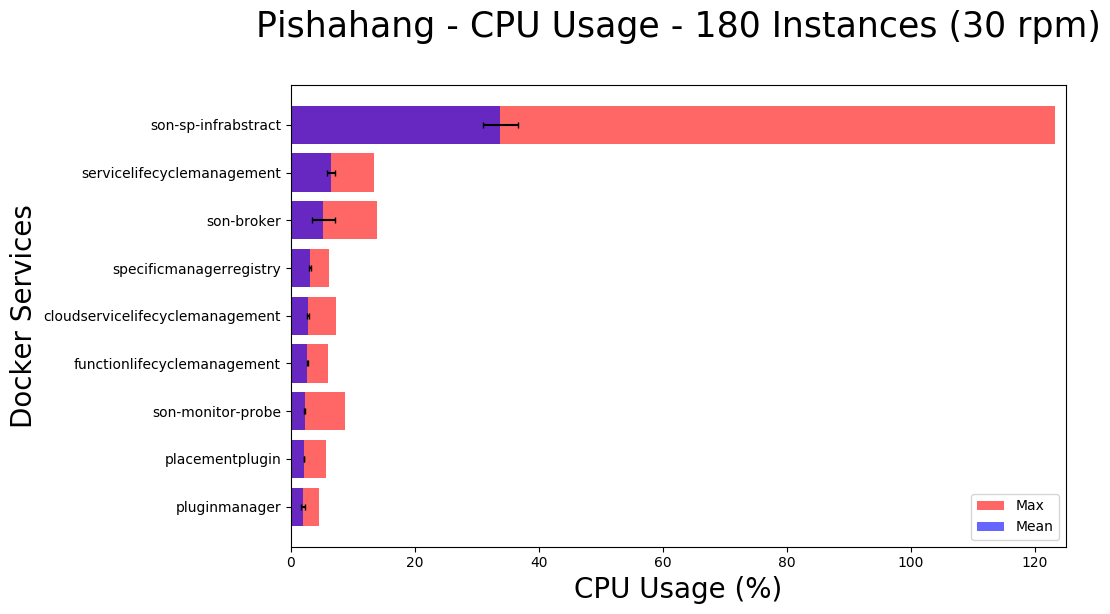 Pishahang - CPU Usage - 180 Instances (30 rpm)
Docker Services
son-sp-infrabstract
servicelifecyclemanagement
son-broker
specificmanagerregistry
cloudservicelifecyclemanagement
functionlifecyclemanagement
son-monitor-probe
placementplugin
pluginmanager
Max
Mean
0 20 40 60 80 100 120
CPU Usage (%)